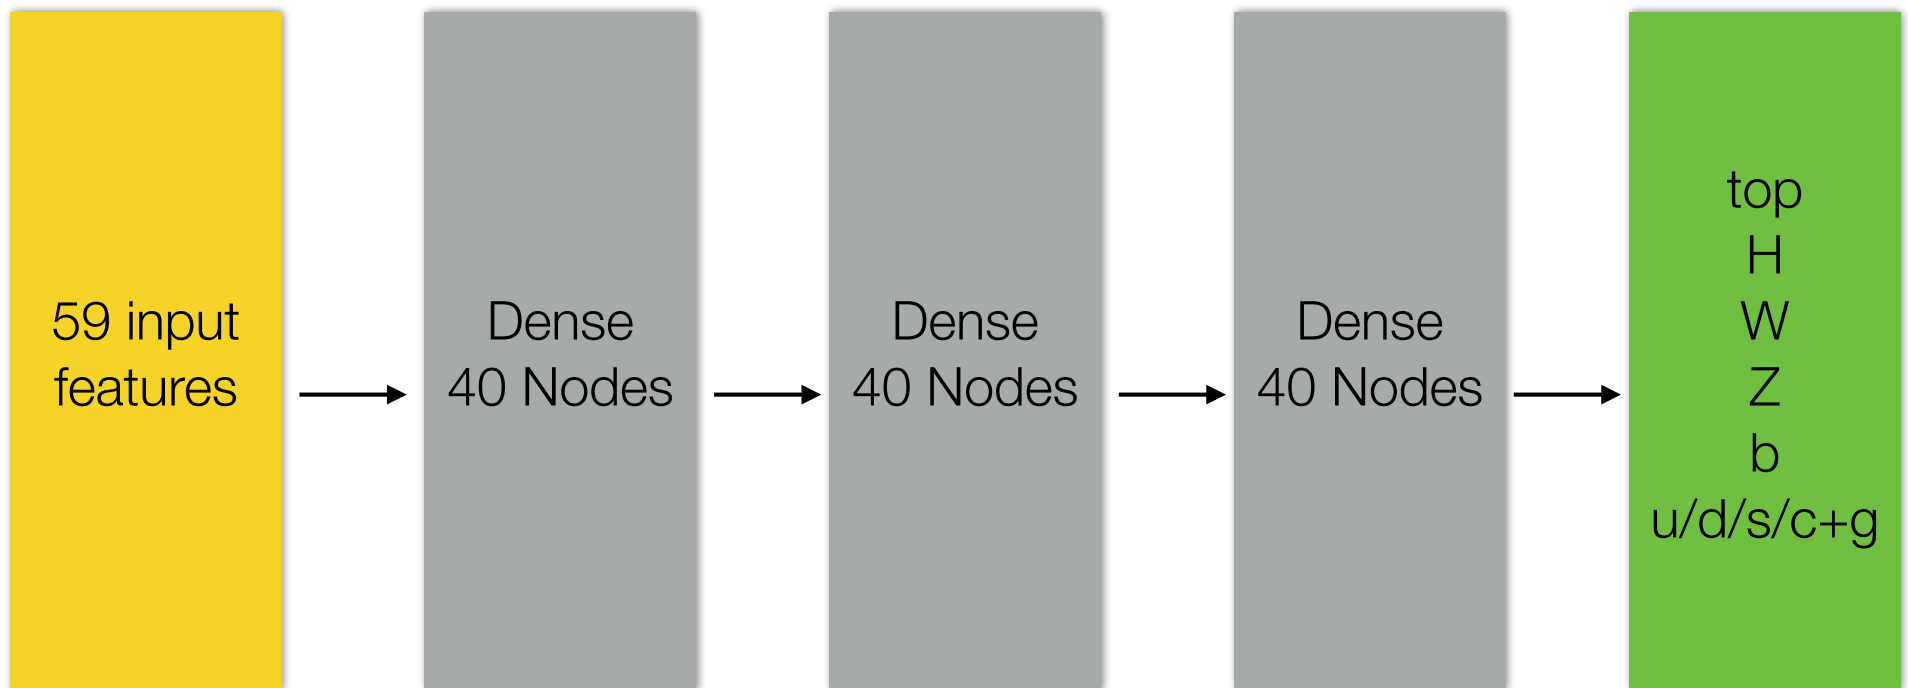 59 input
features
Dense
40 Nodes
Dense
40 Nodes
Dense
40 Nodes
top
H
W
Z
b
u/d/s/c+g